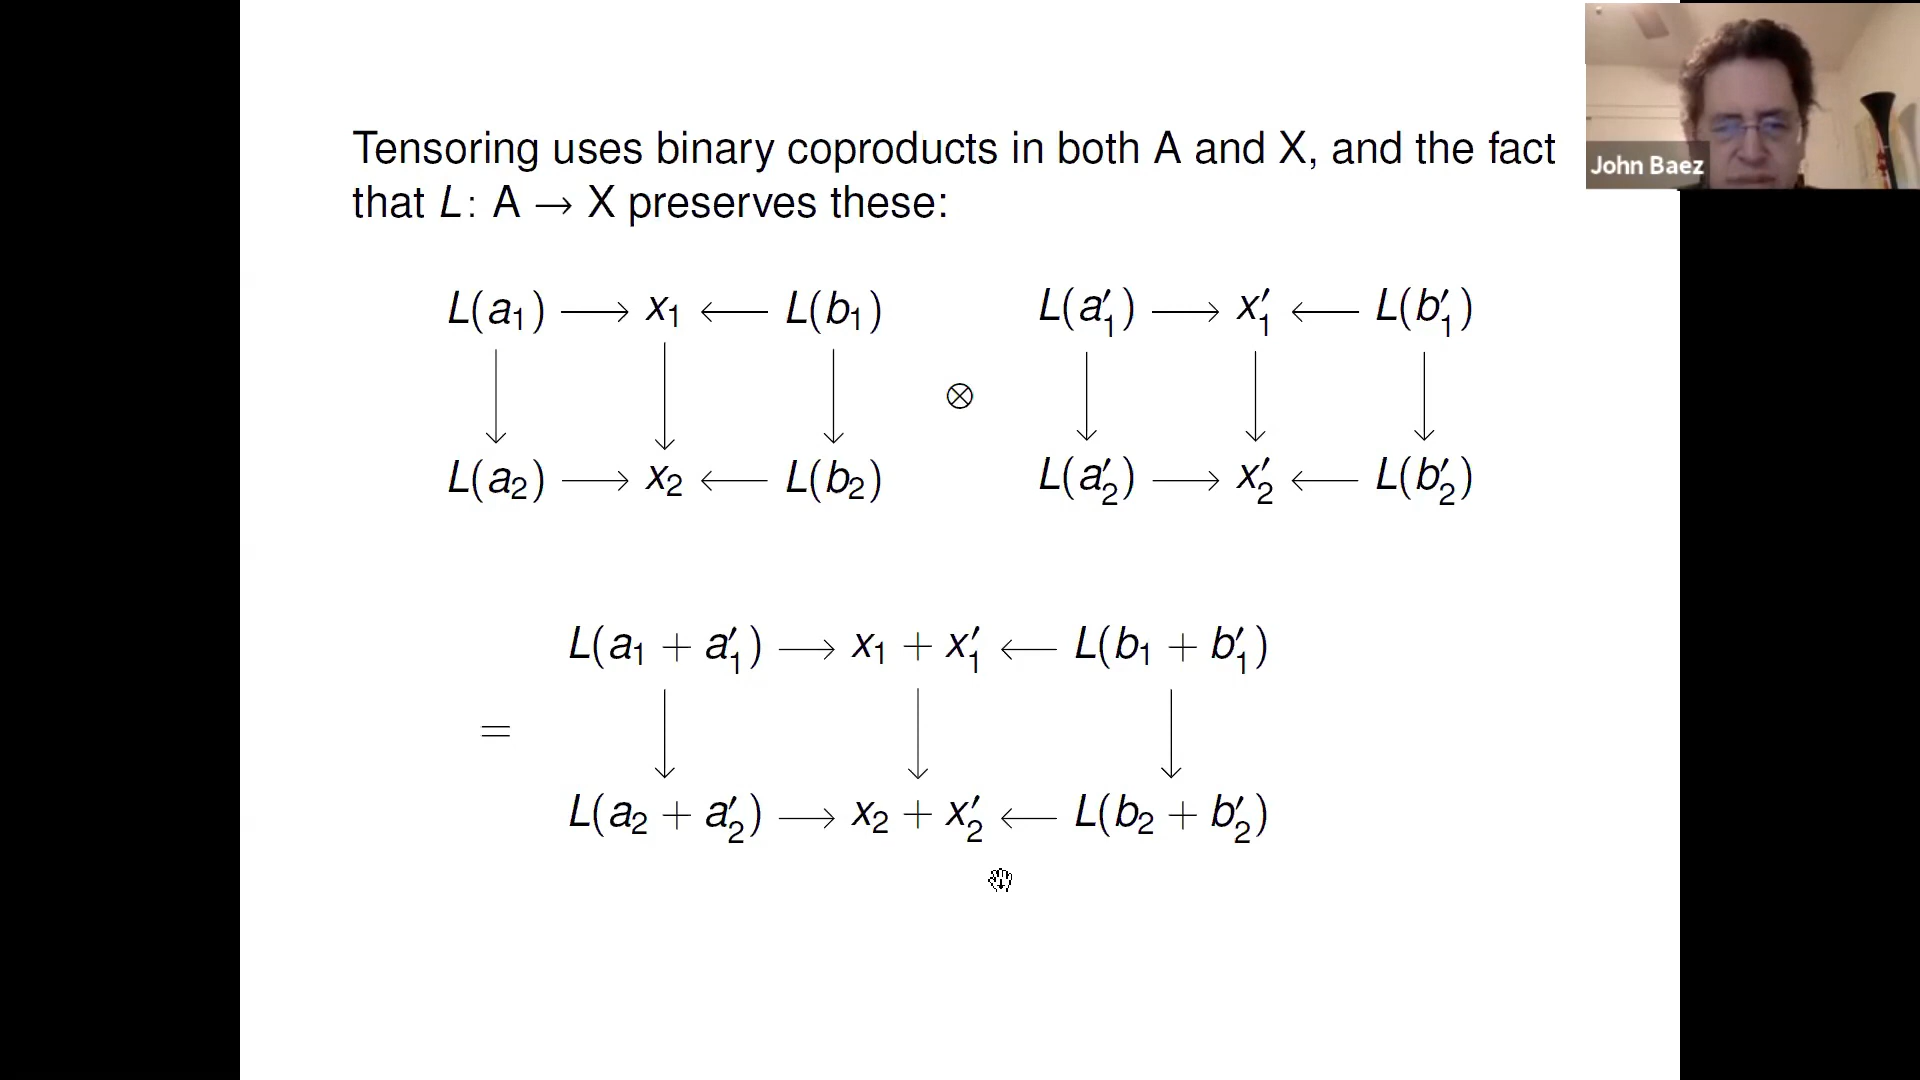 Tensoring uses binary coproducts in both A and X, and the fact
that L: A → X preserves these:
John Baez
L(a₁) ⟶ x₁ ⟵ L(b₁) L(a′₁) ⟶ x′₁ ⟵ L(b′₁)
⊗
L(a₂) ⟶ x₂ ⟵ L(b₂) L(a′₂) ⟶ x′₂ ⟵ L(b′₂)
L(a₁ + a′₁) ⟶ x₁ + x′₁ ⟵ L(b₁ + b′₁)
=
L(a₂ + a′₂) ⟶ x₂ + x′₂ ⟵ L(b₂ + b′₂)